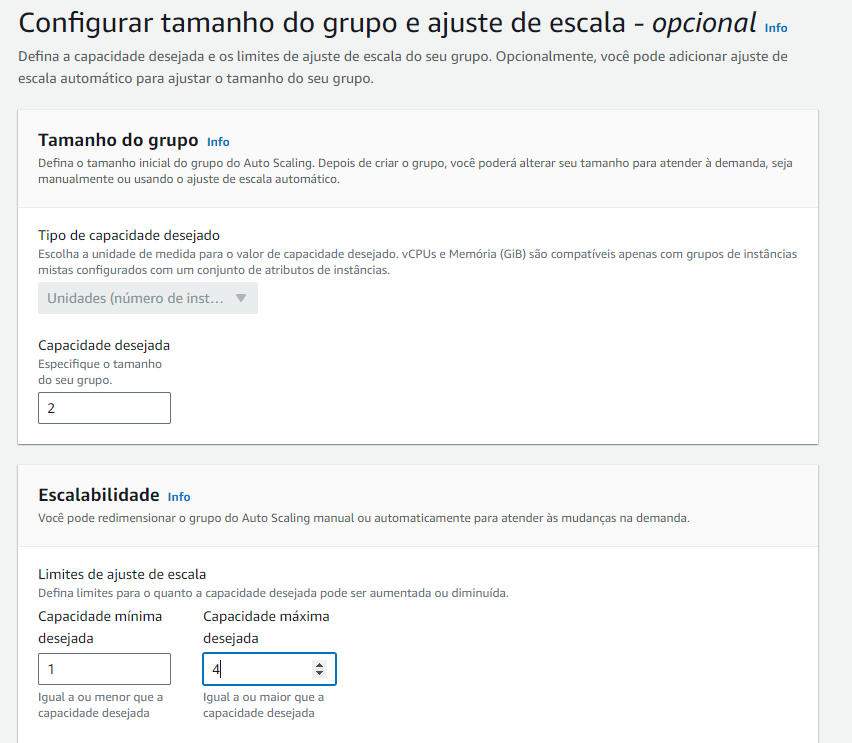 Configurar tamanho do grupo e ajuste de escala - opcional Info
Defina a capacidade desejada e os limites de ajuste de escala do seu grupo. Opcionalmente, você pode adicionar ajuste de
escala automático para ajustar o tamanho do seu grupo.
Tamanho do grupo Info
Defina o tamanho inicial do grupo do Auto Scaling. Depois de criar o grupo, você poderá alterar seu tamanho para atender à demanda, seja
manualmente ou usando o ajuste de escala automático.
Tipo de capacidade desejado
Escolha a unidade de medida para o valor de capacidade desejado. vCPUs e Memória (GiB) são compatíveis apenas com grupos de instâncias
mistas configurados com um conjunto de atributos de instâncias.
Unidades (número de inst...
Capacidade desejada
Especifique o tamanho
do seu grupo.
2
Escalabilidade Info
Você pode redimensionar o grupo do Auto Scaling manual ou automaticamente para atender às mudanças na demanda.
Limites de ajuste de escala
Defina limites para o quanto a capacidade desejada pode ser aumentada ou diminuída.
Capacidade mínima
desejada
1
Igual a ou menor que a
capacidade desejada
Capacidade máxima
desejada
4
Igual a ou maior que a
capacidade desejada